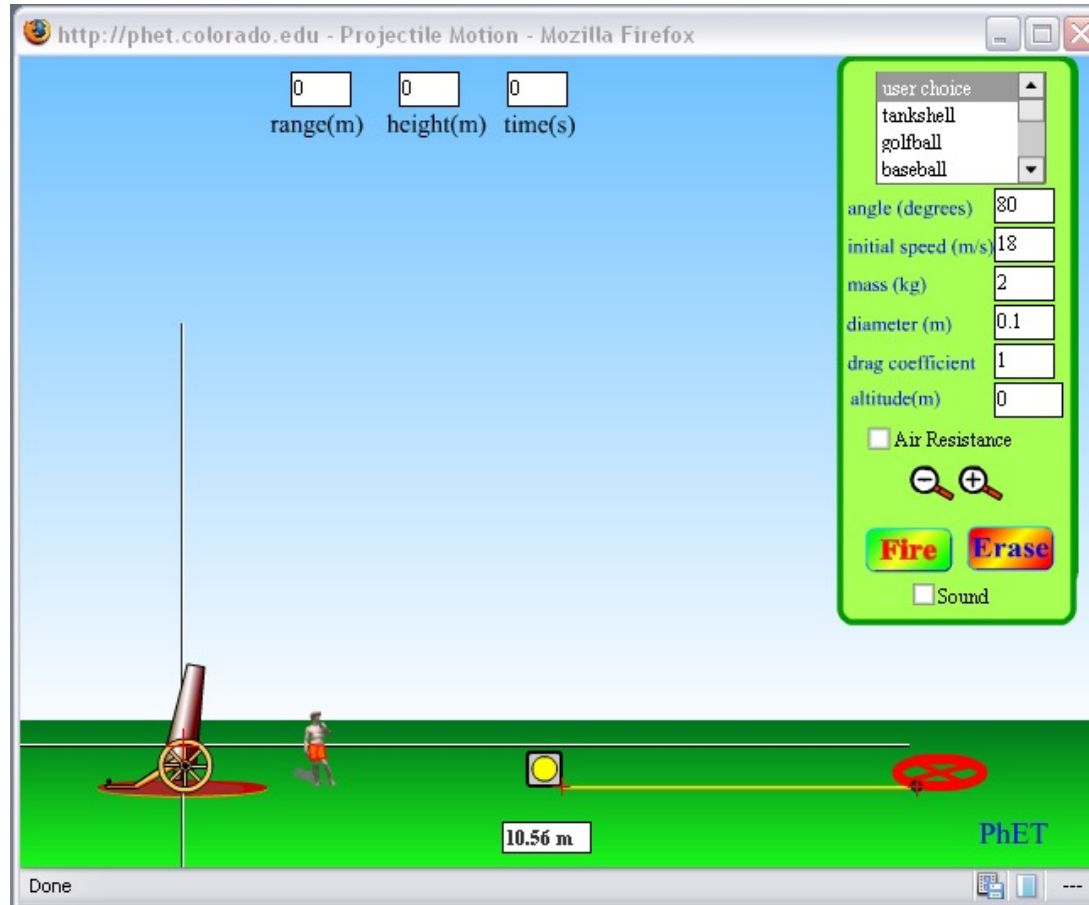 http://phet.colorado.edu - Projectile Motion - Mozilla Firefox
0 0 0
range(m) height(m) time(s)
user choice
tankshell
golfball
baseball
angle (degrees) 80
initial speed (m/s) 18
mass (kg) 2
diameter (m) 0.1
drag coefficient 1
altitude(m) 0
Air Resistance
Fire Erase
Sound
10.56 m
PhET
Done